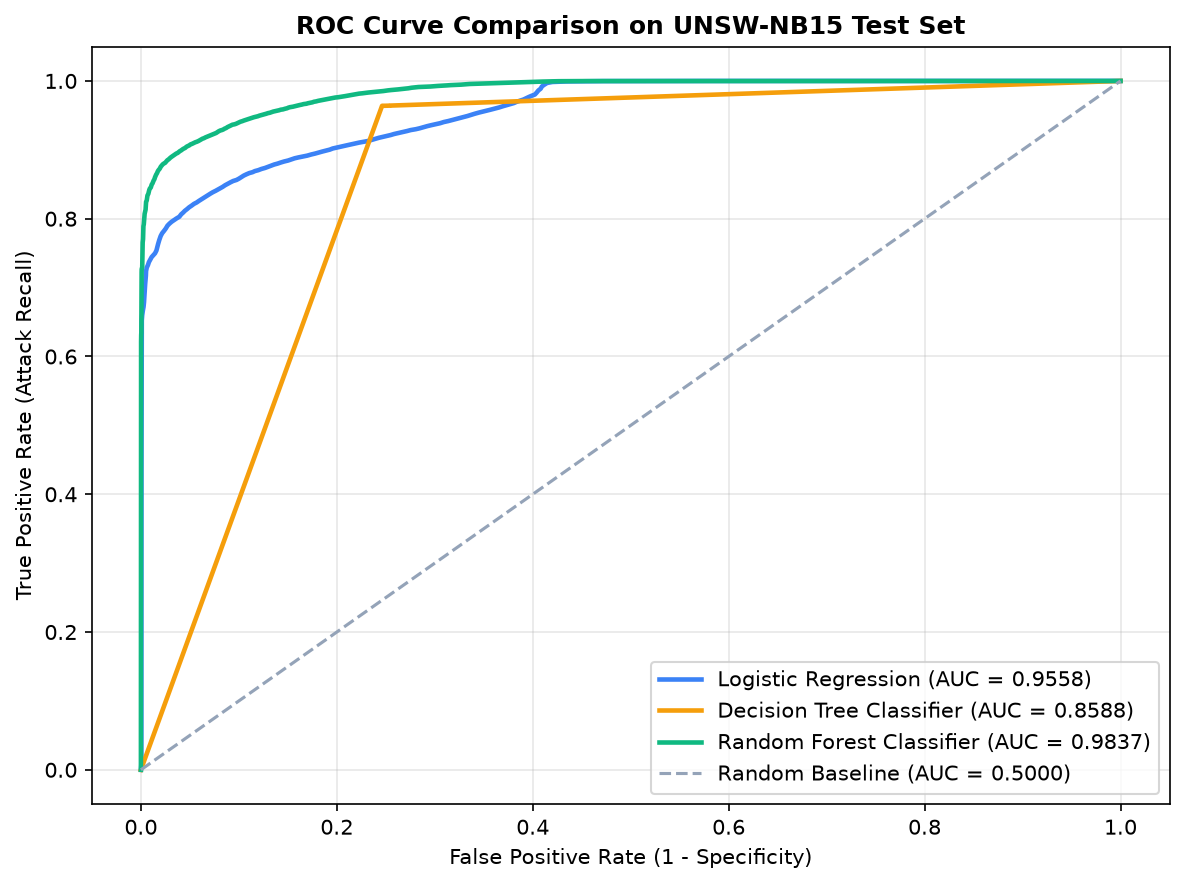 ROC Curve Comparison on UNSW-NB15 Test Set
True Positive Rate (Attack Recall)
1.0
0.8
0.6
0.4
0.2
0.0
Logistic Regression (AUC = 0.9558)
Decision Tree Classifier (AUC = 0.8588)
Random Forest Classifier (AUC = 0.9837)
Random Baseline (AUC = 0.5000)
0.0 0.2 0.4 0.6 0.8 1.0
False Positive Rate (1 - Specificity)